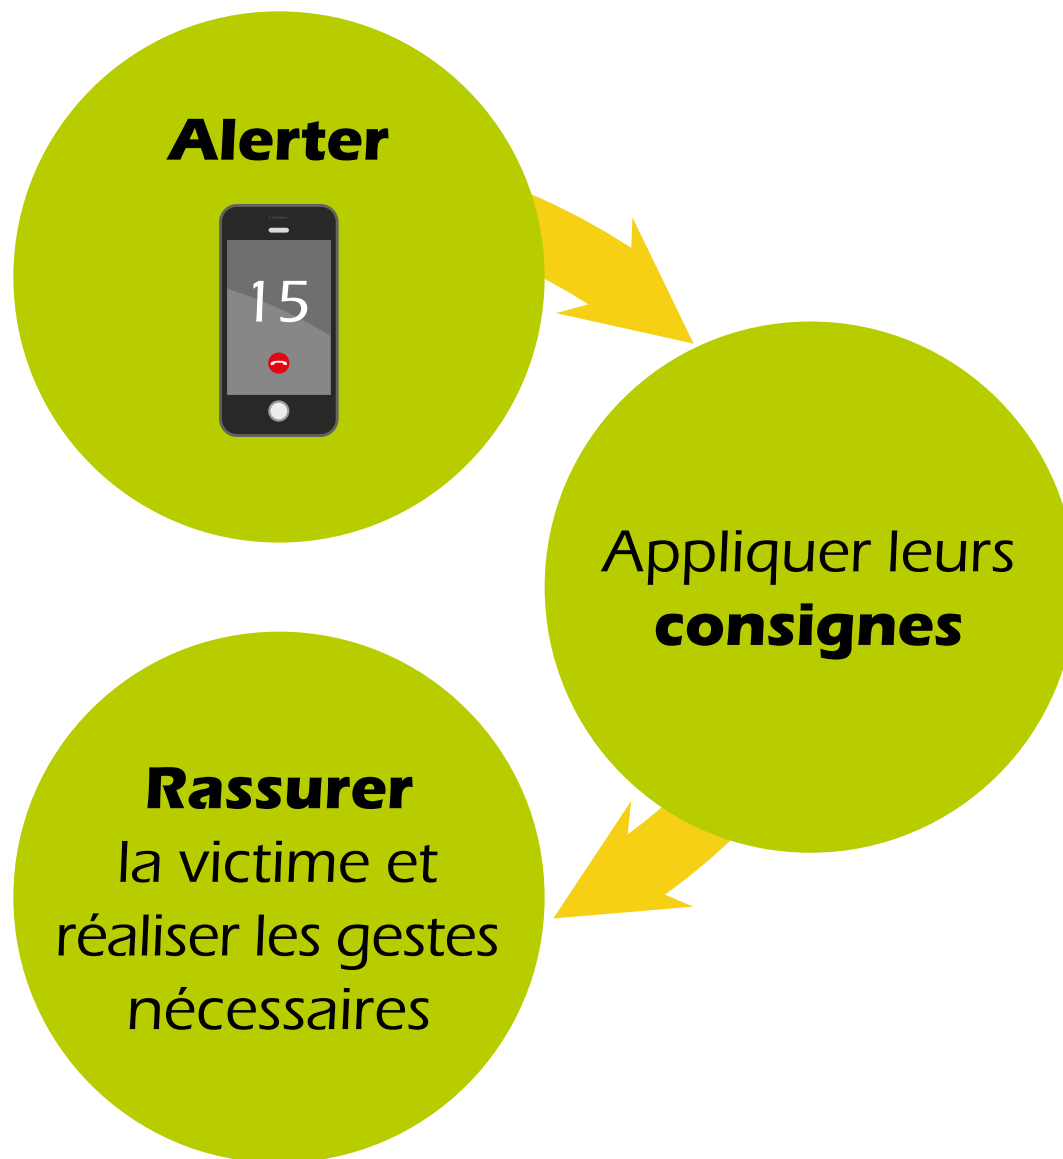 Alerter
15
Appliquer leurs
consignes
Rassurer
la victime et
réaliser les gestes
nécessaires